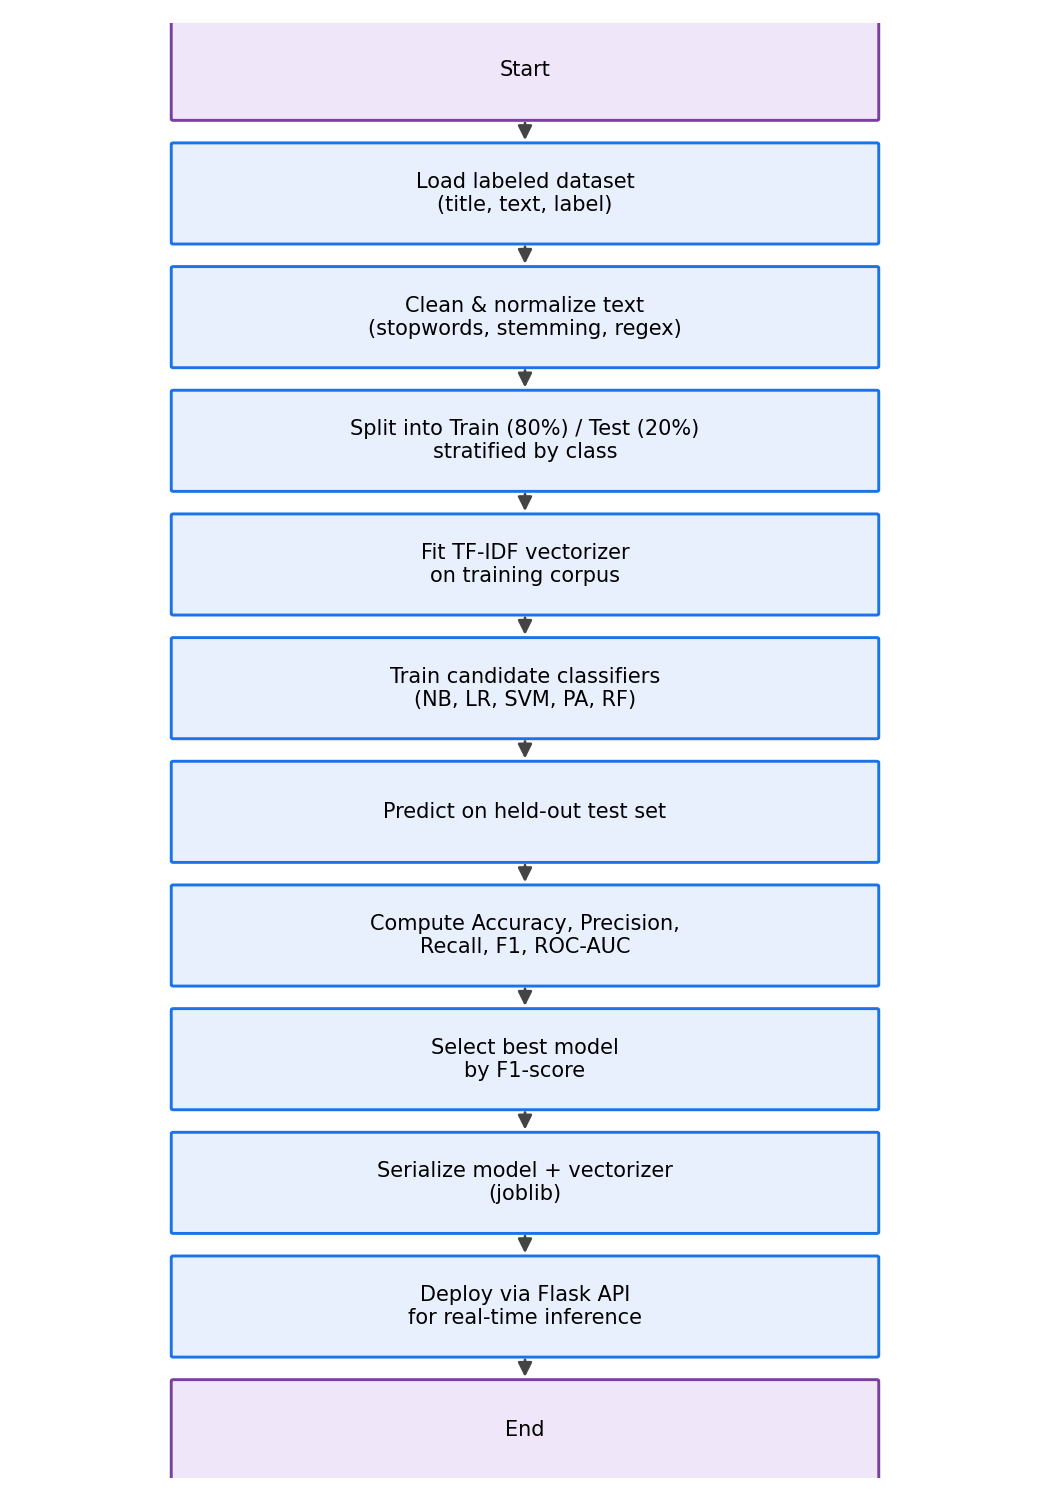 Start
Load labeled dataset
(title, text, label)
Clean & normalize text
(stopwords, stemming, regex)
Split into Train (80%) / Test (20%)
stratified by class
Fit TF-IDF vectorizer
on training corpus
Train candidate classifiers
(NB, LR, SVM, PA, RF)
Predict on held-out test set
Compute Accuracy, Precision,
Recall, F1, ROC-AUC
Select best model
by F1-score
Serialize model + vectorizer
(joblib)
Deploy via Flask API
for real-time inference
End